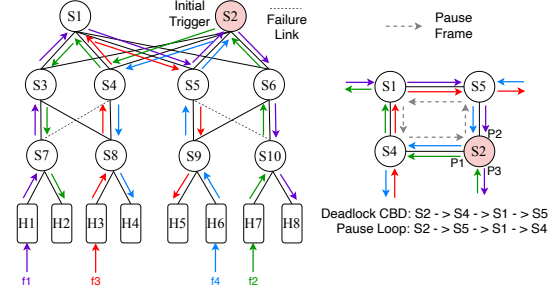 S1
Initial
Trigger
S2
Failure
Link
Pause
Frame
S3
S4
S5
S6
S1
S5
S7
S8
S9
S10
S4
S2
P2
P1
P3
H1
H2
H3
H4
H5
H6
H7
H8
Deadlock CBD: S2 -> S4 -> S1 -> S5
Pause Loop: S2 -> S5 -> S1 -> S4
f1
f3
f4
f2